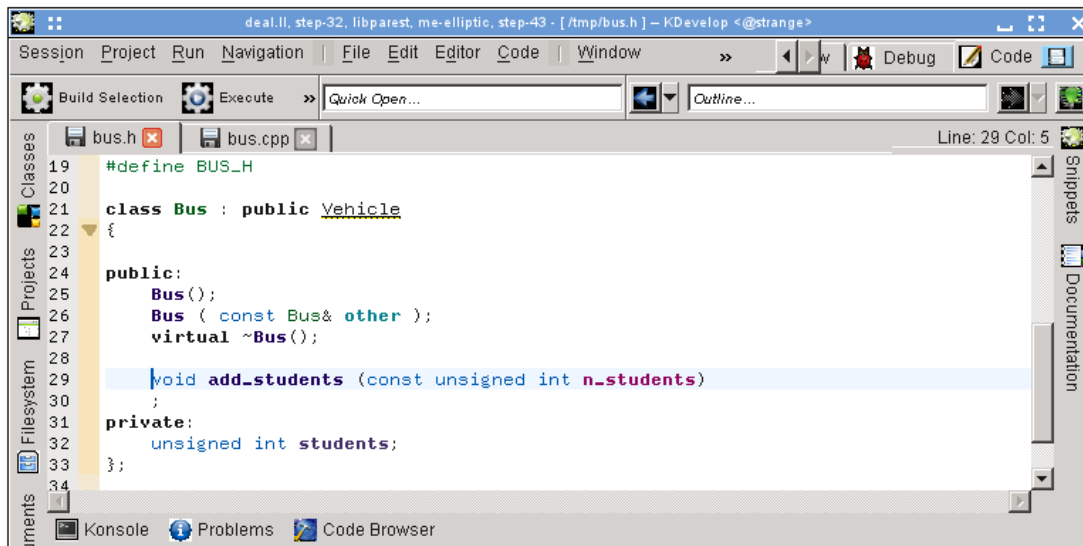 deal.II, step-32, libparest, me-elliptic, step-43 - [ /tmp/bus.h ] – KDevelop <@strange>
Session Project Run Navigation | File Edit Editor Code | Window » Debug Code
Build Selection Execute » Quick Open... Outline...
bus.h bus.cpp Line: 29 Col: 5
19 #define BUS_H
20
21 class Bus : public Vehicle
22 {
23
24 public:
25 Bus();
26 Bus ( const Bus& other );
27 virtual ~Bus();
28
29 void add_students (const unsigned int n_students)
30 ;
31 private:
32 unsigned int students;
33 };
34
Classes
Projects
Filesystem
Snippets
Documentation
Konsole Problems Code Browser